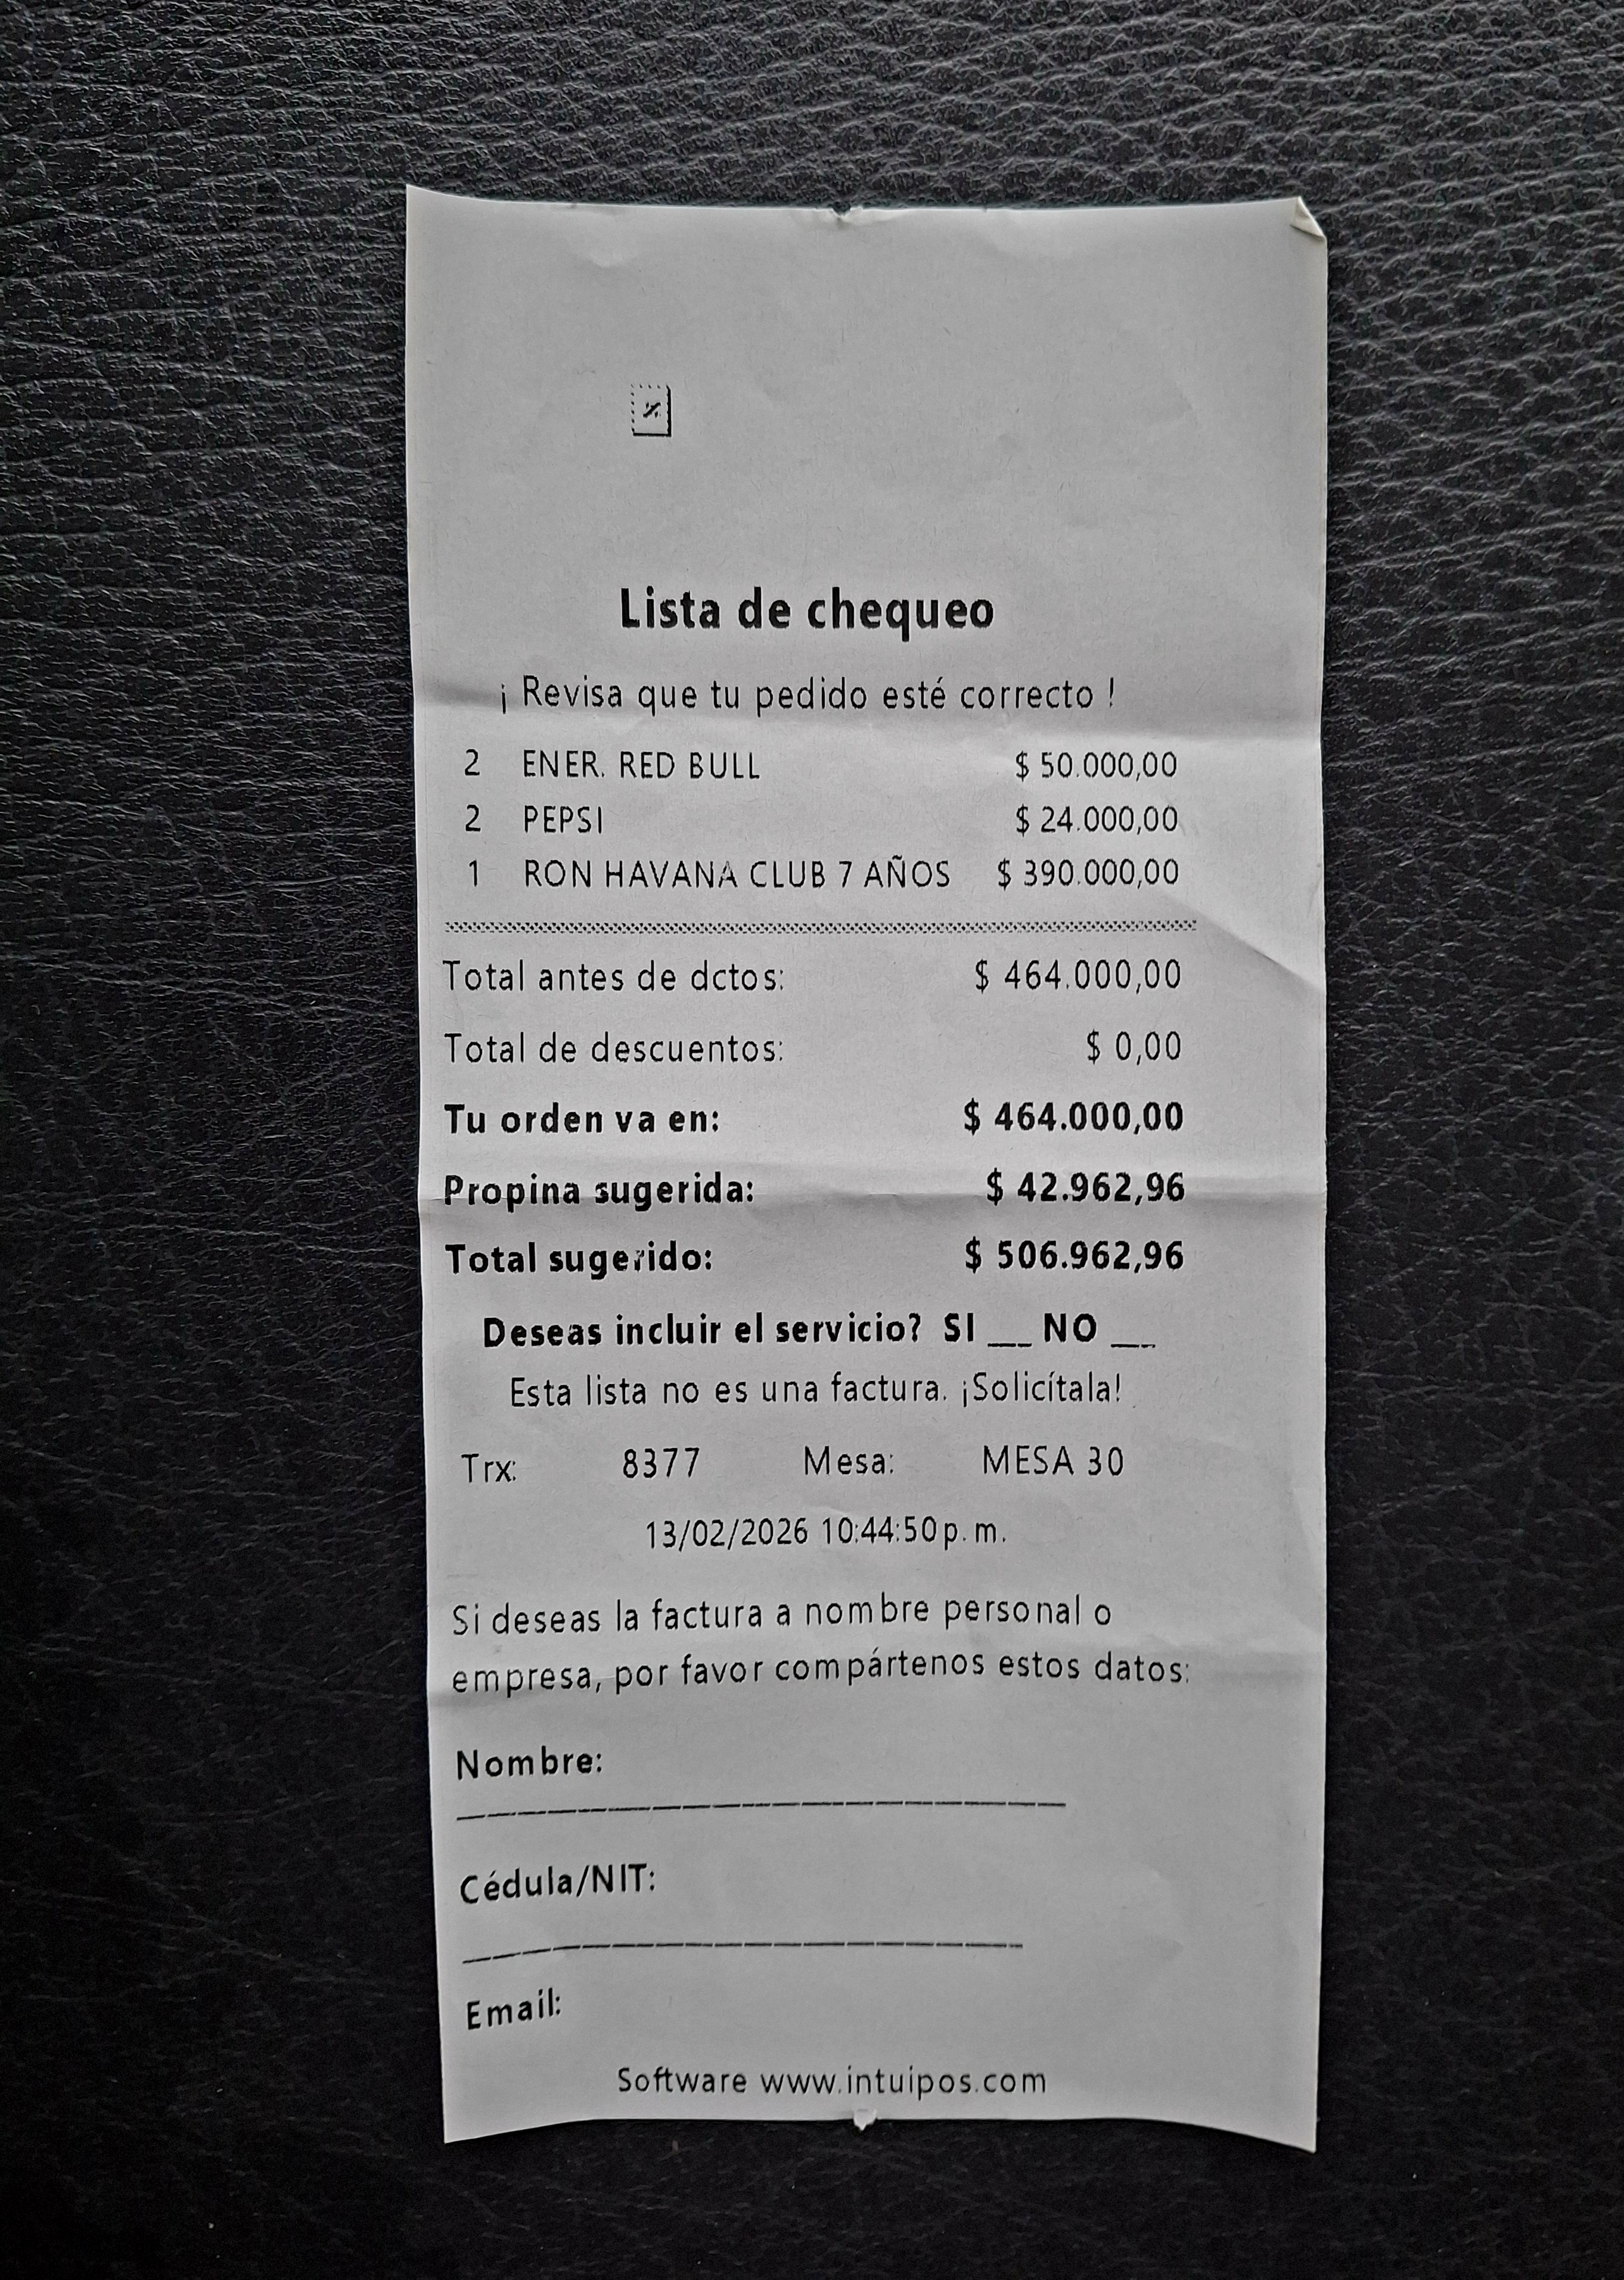 Lista de chequeo
¡ Revisa que tu pedido esté correcto !
2 ENER. RED BULL $ 50.000,00
2 PEPSI $ 24.000,00
1 RON HAVANA CLUB 7 AÑOS $ 390.000,00
Total antes de dctos: $ 464.000,00
Total de descuentos: $ 0,00
Tu orden va en: $ 464.000,00
Propina sugerida: $ 42.962,96
Total sugerido: $ 506.962,96
Deseas incluir el servicio? SI __ NO __
Esta lista no es una factura. ¡Solicítala!
Trx: 8377 Mesa: MESA 30
13/02/2026 10:44:50p.m.
Si deseas la factura a nombre personal o
empresa, por favor compártenos estos datos:
Nombre:
Cédula/NIT:
Email:
Software www.intuipos.com